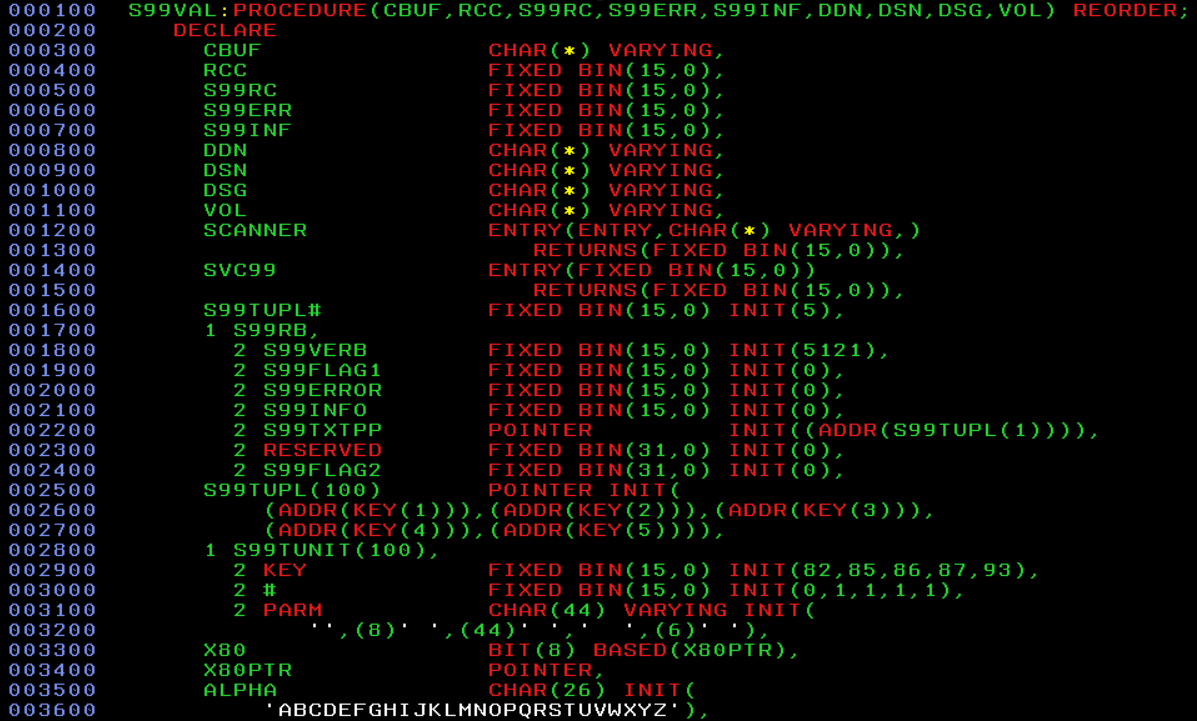 000100   S99VAL:PROCEDURE(CBUF,RCC,S99RC,S99ERR,S99INF,DDN,DSN,DSG,VOL) REORDER;
000200      DECLARE
000300        CBUF               CHAR(*) VARYING,
000400        RCC                FIXED BIN(15,0),
000500        S99RC              FIXED BIN(15,0),
000600        S99ERR             FIXED BIN(15,0),
000700        S99INF             FIXED BIN(15,0),
000800        DDN                CHAR(*) VARYING,
000900        DSN                CHAR(*) VARYING,
001000        DSG                CHAR(*) VARYING,
001100        VOL                CHAR(*) VARYING,
001200        SCANNER            ENTRY(ENTRY,CHAR(*) VARYING,)
001300                              RETURNS(FIXED BIN(15,0)),
001400        SVC99              ENTRY(FIXED BIN(15,0))
001500                              RETURNS(FIXED BIN(15,0)),
001600        S99TUPL#           FIXED BIN(15,0) INIT(5),
001700        1 S99RB,
001800          2 S99VERB        FIXED BIN(15,0) INIT(5121),
001900          2 S99FLAG1       FIXED BIN(15,0) INIT(0),
002000          2 S99ERROR       FIXED BIN(15,0) INIT(0),
002100          2 S99INFO        FIXED BIN(15,0) INIT(0),
002200          2 S99TXTPP       POINTER         INIT((ADDR(S99TUPL(1)))),
002300          2 RESERVED       FIXED BIN(31,0) INIT(0),
002400          2 S99FLAG2       FIXED BIN(31,0) INIT(0),
002500        S99TUPL(100)       POINTER INIT(
002600            (ADDR(KEY(1))),(ADDR(KEY(2))),(ADDR(KEY(3))),
002700            (ADDR(KEY(4))),(ADDR(KEY(5)))),
002800        1 S99TUNIT(100),
002900          2 KEY            FIXED BIN(15,0) INIT(82,85,86,87,93),
003000          2 #              FIXED BIN(15,0) INIT(0,1,1,1,1),
003100          2 PARM           CHAR(44) VARYING INIT(
003200               '',(8)' ',(44)' ','  ',(6)' '),
003300        X80                BIT(8) BASED(X80PTR),
003400        X80PTR             POINTER,
003500        ALPHA              CHAR(26) INIT(
003600            'ABCDEFGHIJKLMNOPQRSTUVWXYZ'),